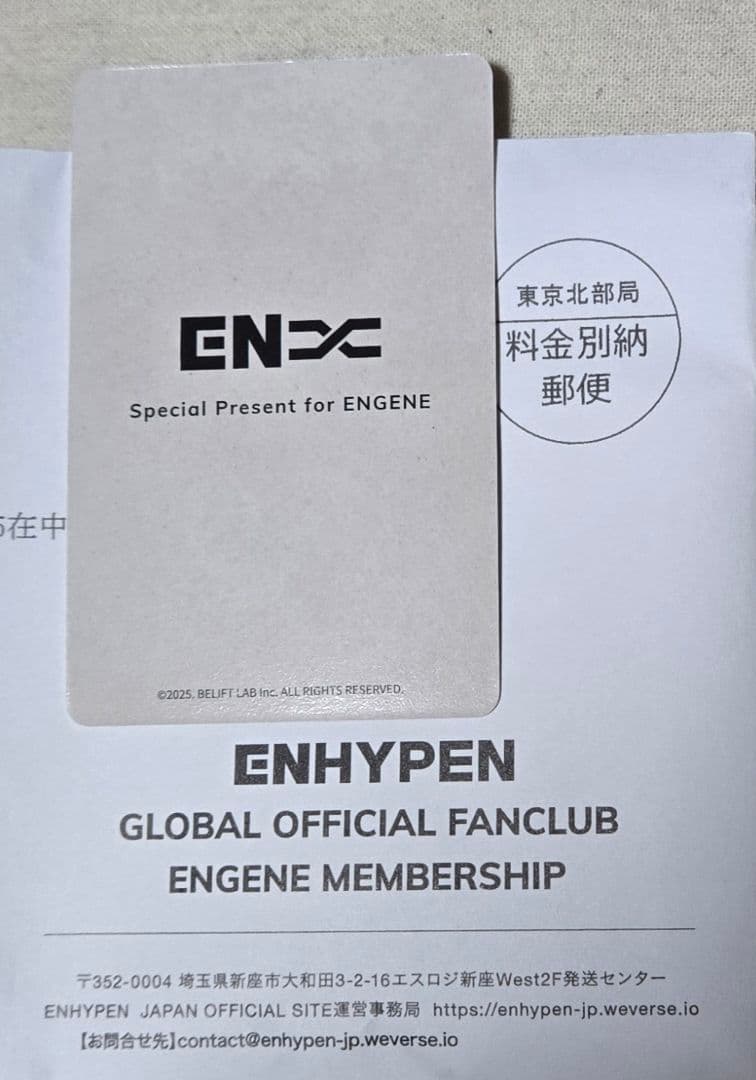 EN
Special Present for ENGENE
©2025. BELIFT LAB Inc. ALL RIGHTS RESERVED.
東京北部局
料金別納
郵便
在中
ENHYPEN
GLOBAL OFFICIAL FANCLUB
ENGENE MEMBERSHIP
〒352-0004 埼玉県新座市大和田3-2-16エスロジ新座West2F発送センター
ENHYPEN JAPAN OFFICIAL SITE運営事務局 https://enhypen-jp.weverse.io
【お問合せ先】contact@enhypen-jp.weverse.io